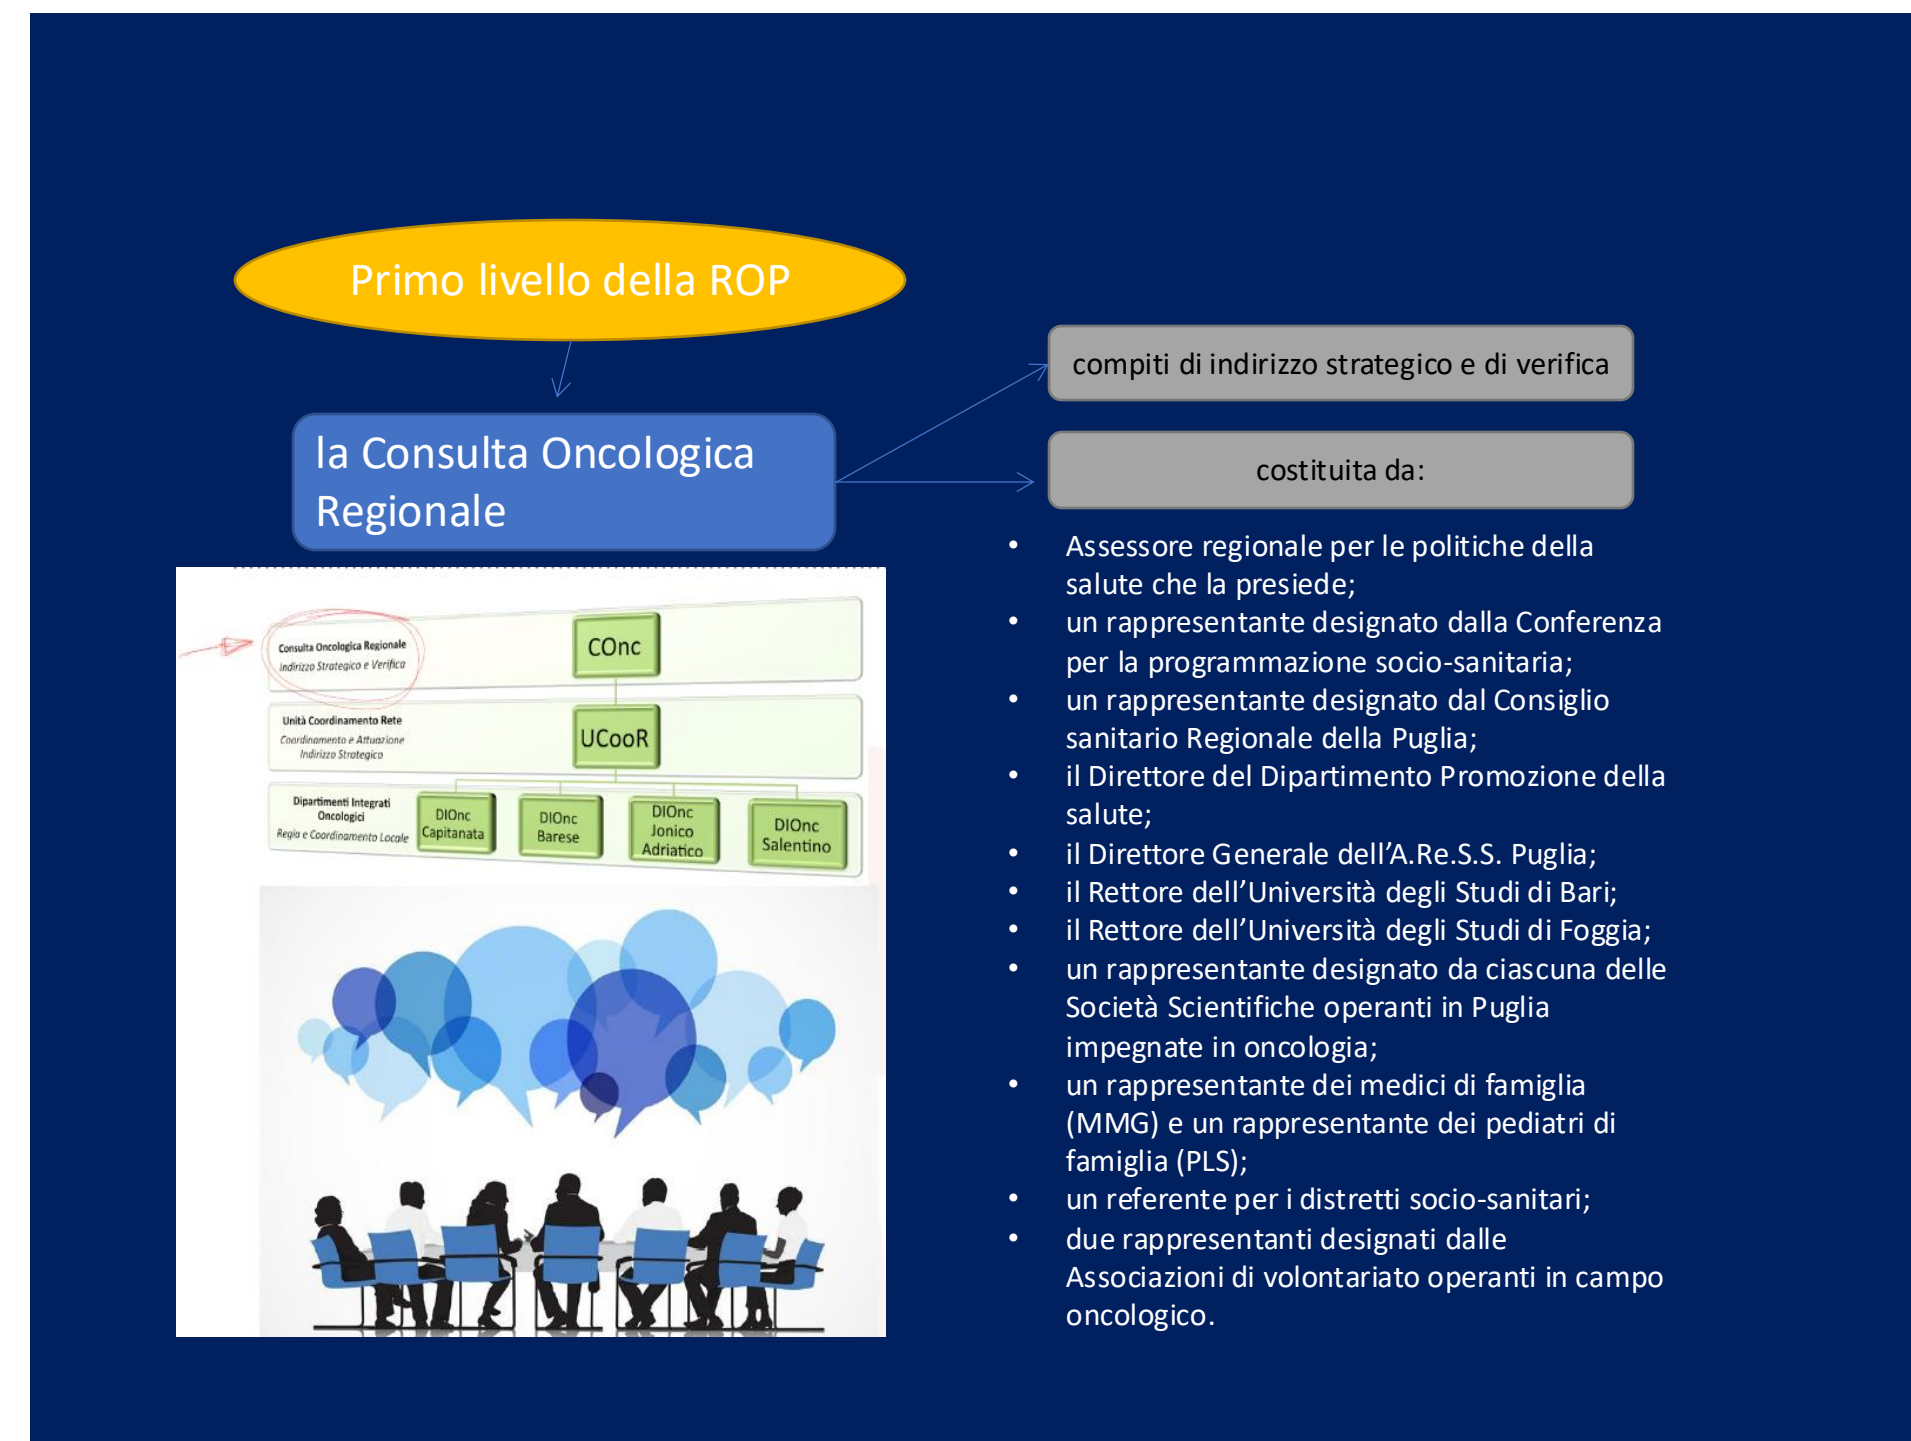 Primo livello della ROP
la Consulta Oncologica
Regionale
compiti di indirizzo strategico e di verifica
costituita da:
• Assessore regionale per le politiche della
salute che la presiede;
• un rappresentante designato dalla Conferenza
per la programmazione socio-sanitaria;
• un rappresentante designato dal Consiglio
sanitario Regionale della Puglia;
• il Direttore del Dipartimento Promozione della
salute;
• il Direttore Generale dell’A.Re.S.S. Puglia;
• il Rettore dell’Università degli Studi di Bari;
• il Rettore dell’Università degli Studi di Foggia;
• un rappresentante designato da ciascuna delle
Società Scientifiche operanti in Puglia
impegnate in oncologia;
• un rappresentante dei medici di famiglia
(MMG) e un rappresentante dei pediatri di
famiglia (PLS);
• un referente per i distretti socio-sanitari;
• due rappresentanti designati dalle
Associazioni di volontariato operanti in campo
oncologico.
Consulta Oncologica Regionale
Indirizzo Strategico e Verifica
COnc
Unità Coordinamento Rete
Coordinamento e Attuazione
Indirizzo Strategico
UCooR
Dipartimenti Integrati
Oncologici
Regia e Coordinamento Locale
DIOnc
Capitanata
DIOnc
Barese
DIOnc
Jonico
Adriatico
DIOnc
Salentino